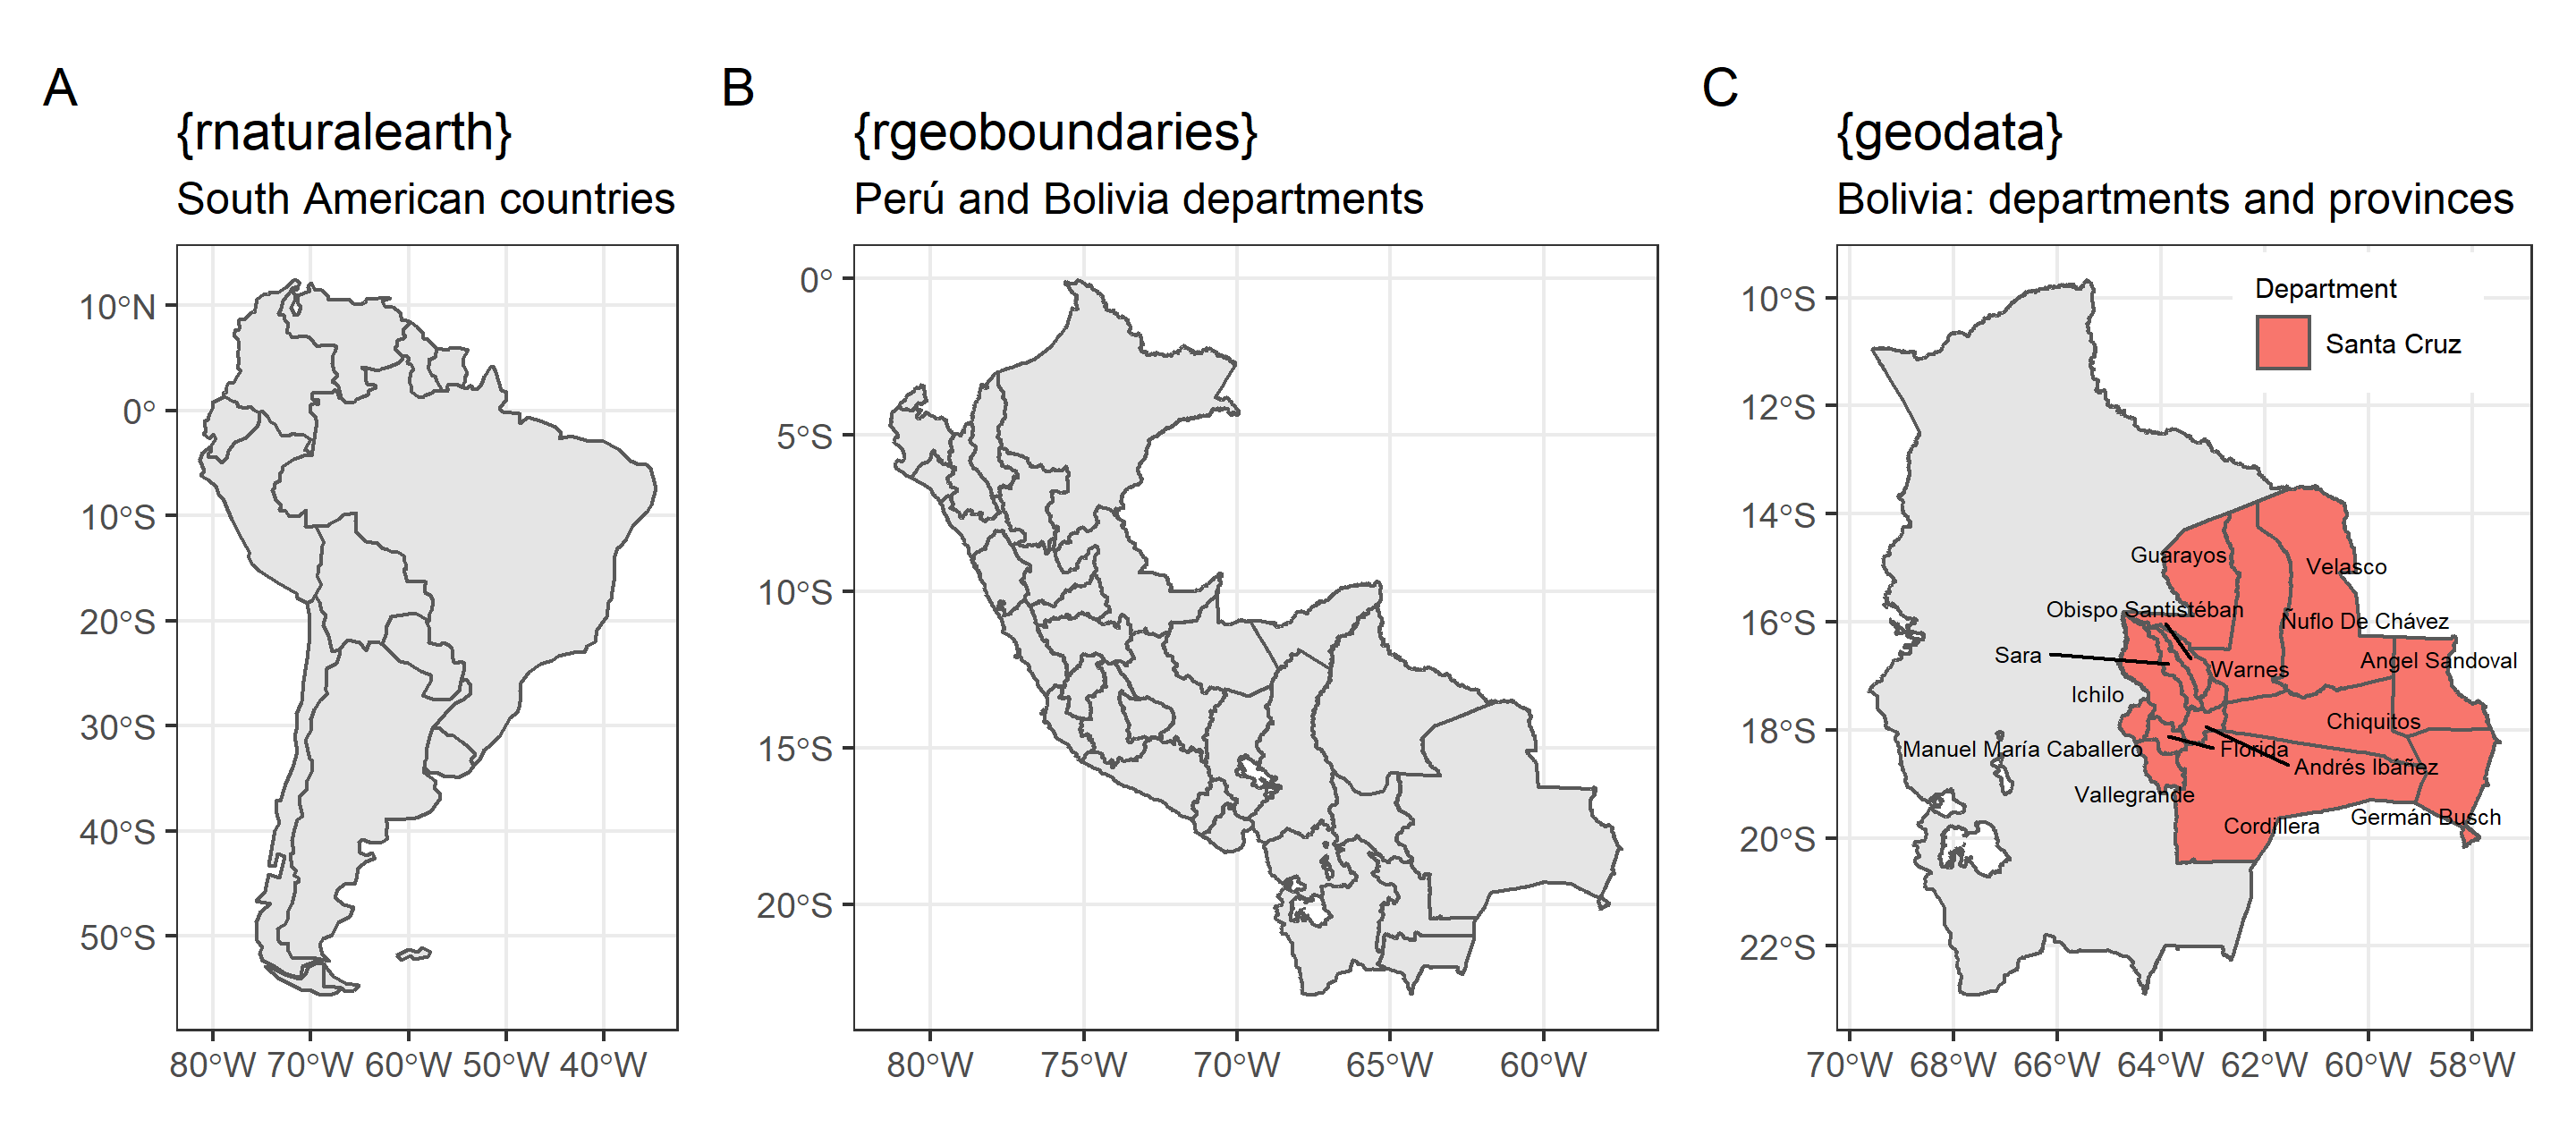 A
{rnaturalearth}
South American countries
10°N
0°
10°S
20°S
30°S
40°S
50°S
80°W 70°W 60°W 50°W 40°W
B
{rgeoboundaries}
Perú and Bolivia departments
0°
5°S
10°S
15°S
20°S
80°W 75°W 70°W 65°W 60°W
C
{geodata}
Bolivia: departments and provinces
Department
Santa Cruz
10°S
12°S
14°S
16°S
18°S
20°S
22°S
Guarayos
Velasco
Obispo Santistéban
Ñuflo De Chávez
Sara
Warnes
Angel Sandoval
Ichilo
Chiquitos
Manuel María Caballero
Florida
Andrés Ibáñez
Vallegrande
Cordillera
Germán Busch
70°W 68°W 66°W 64°W 62°W 60°W 58°W